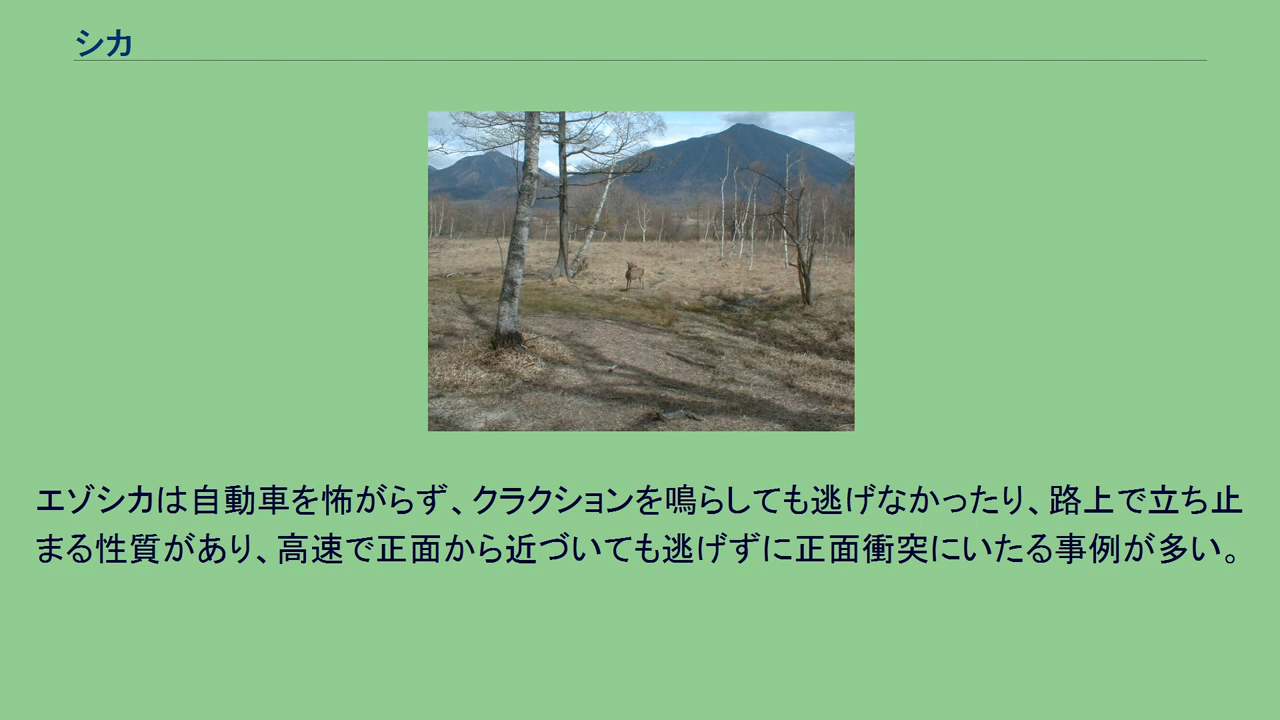 シカ
エゾシカは自動車を怖がらず、クラクションを鳴らしても逃げなかったり、路上で立ち止
まる性質があり、高速で正面から近づいても逃げずに正面衝突にいたる事例が多い。